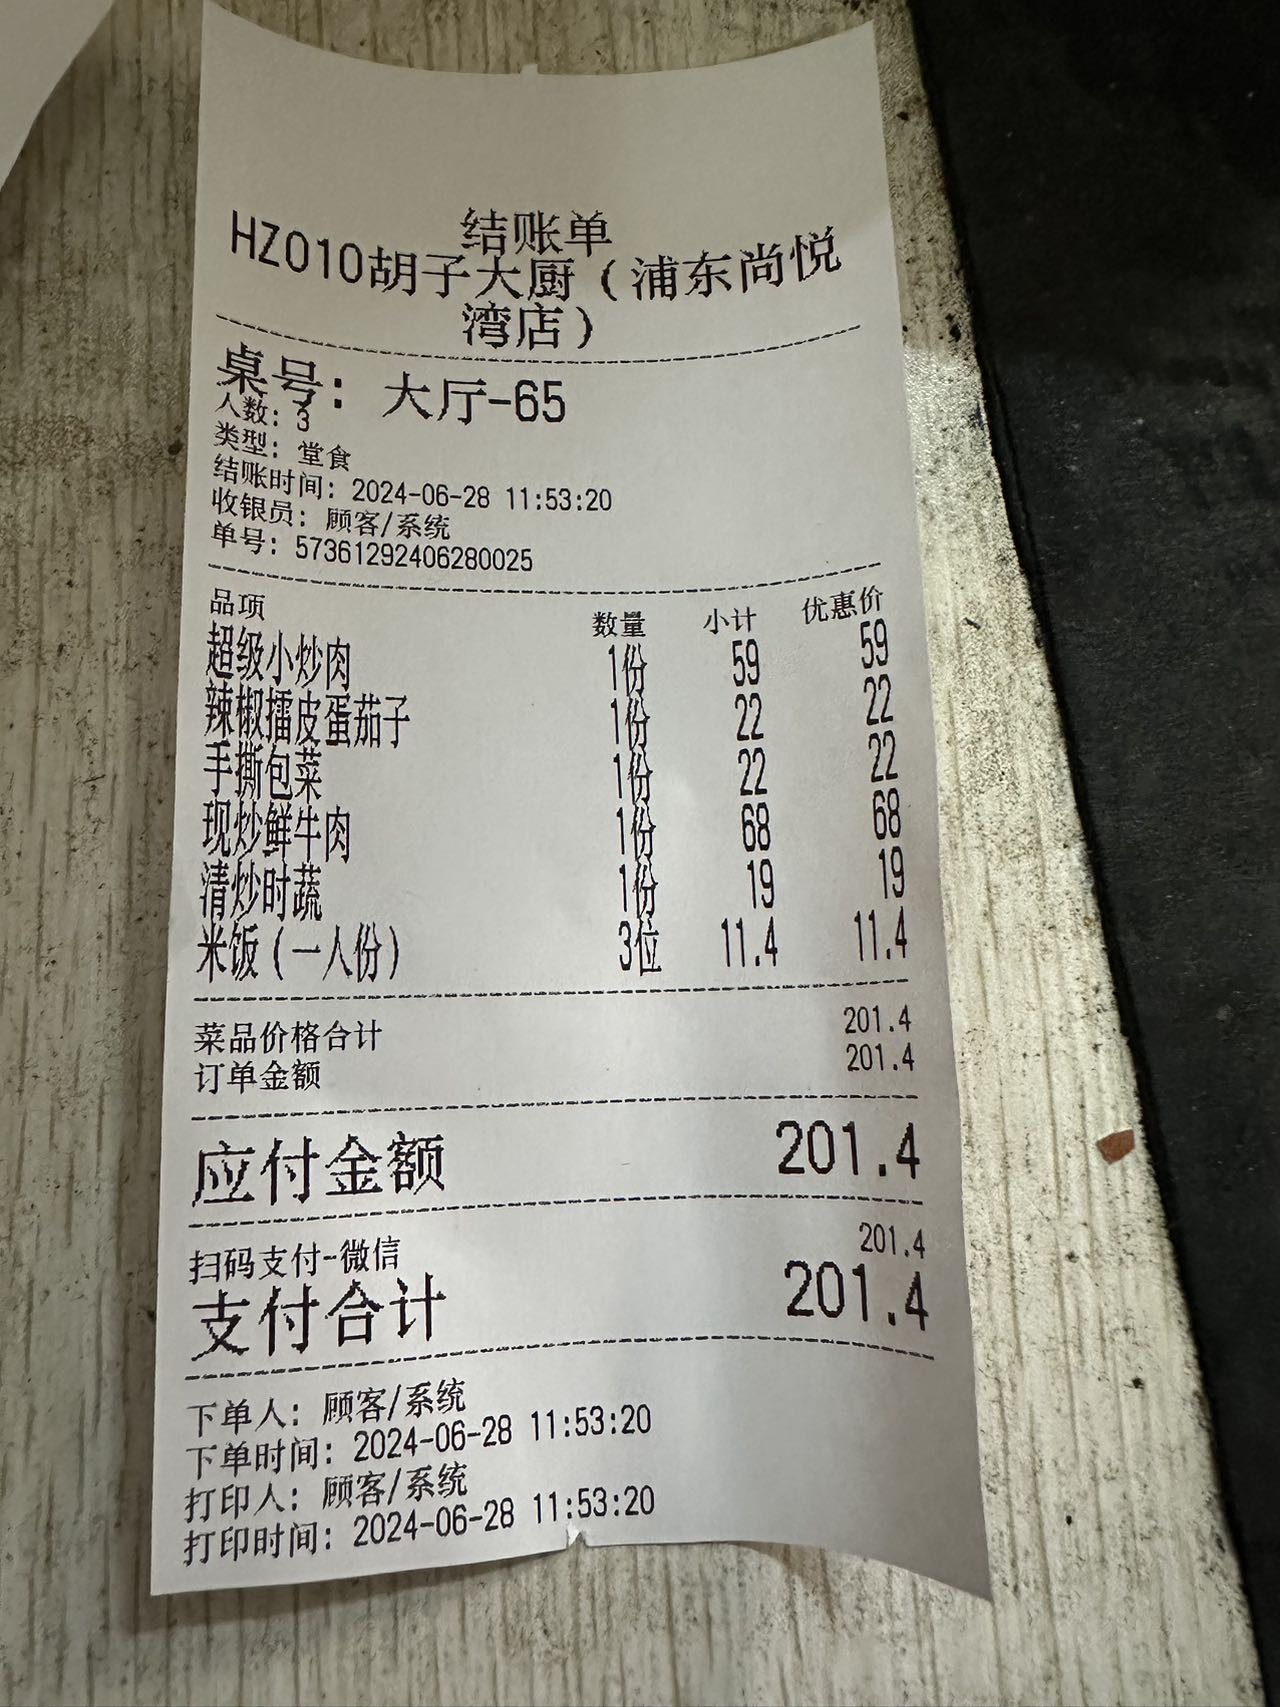 结账单
HZ010胡子大厨（浦东尚悦
湾店）
桌号：大厅-65
人数：3
类型：堂食
结账时间：2024-06-28 11:53:20
收银员：顾客/系统
单号：57361292406280025
品项 数量 小计 优惠价
超级小炒肉 1份 59 59
辣椒擂皮蛋茄子 1份 22 22
手撕包菜 1份 22 22
现炒鲜牛肉 1份 68 68
清炒时蔬 1份 19 19
米饭（一人份） 3位 11.4 11.4
菜品价格合计 201.4
订单金额 201.4
应付金额 201.4
扫码支付-微信 201.4
支付合计 201.4
下单人：顾客/系统
下单时间：2024-06-28 11:53:20
打印人：顾客/系统
打印时间：2024-06-28 11:53:20